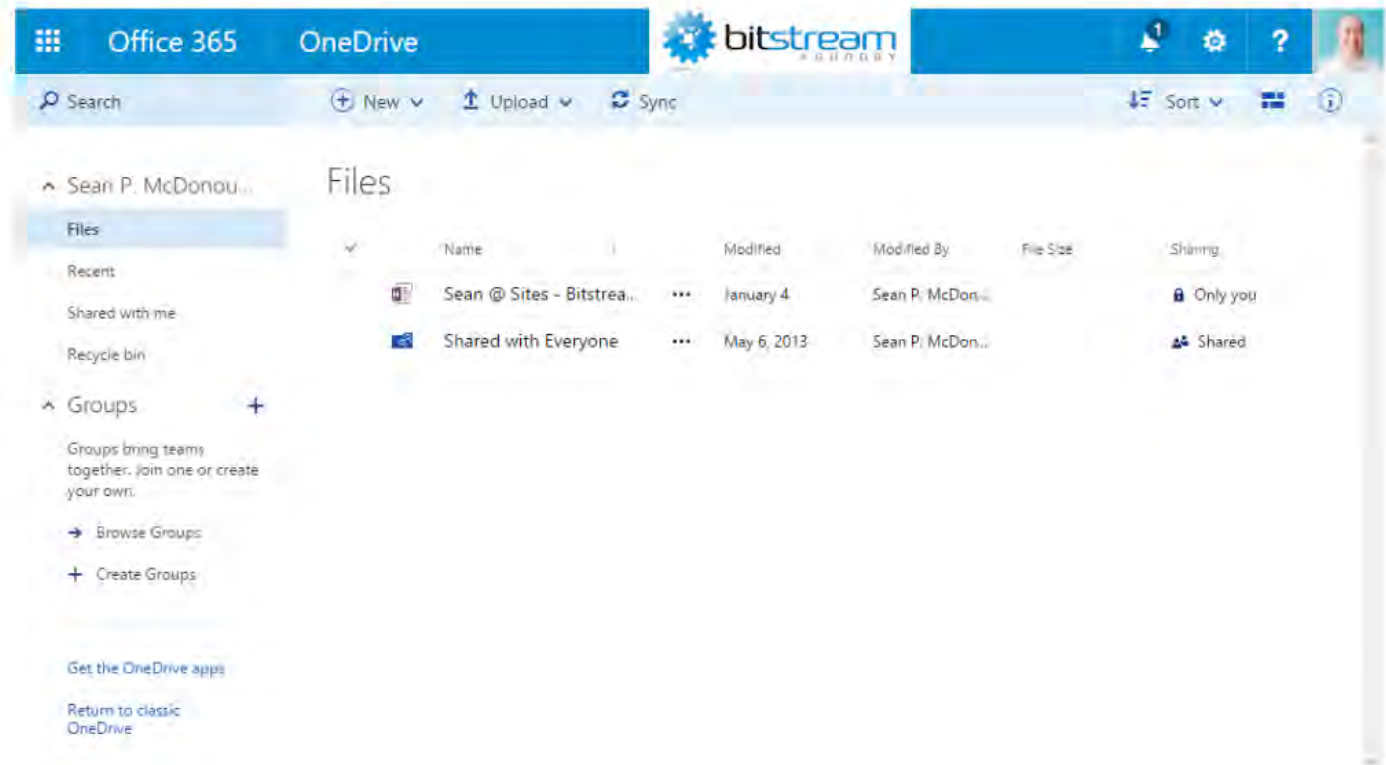 Office 365 OneDrive bitstream FOUNDRY 1 ?
Search New Upload Sync Sort
Sean P. McDonou...
Files
Recent
Shared with me
Recycle bin
Groups
Groups bring teams
together. Join one or create
your own.
Browse Groups
Create Groups
Get the OneDrive apps
Return to classic
OneDrive
Files
Name Modified Modified By File Size Sharing
Sean @ Sites - Bitstrea... ... January 4 Sean P. McDon... Only you
Shared with Everyone ... May 6, 2013 Sean P. McDon... Shared